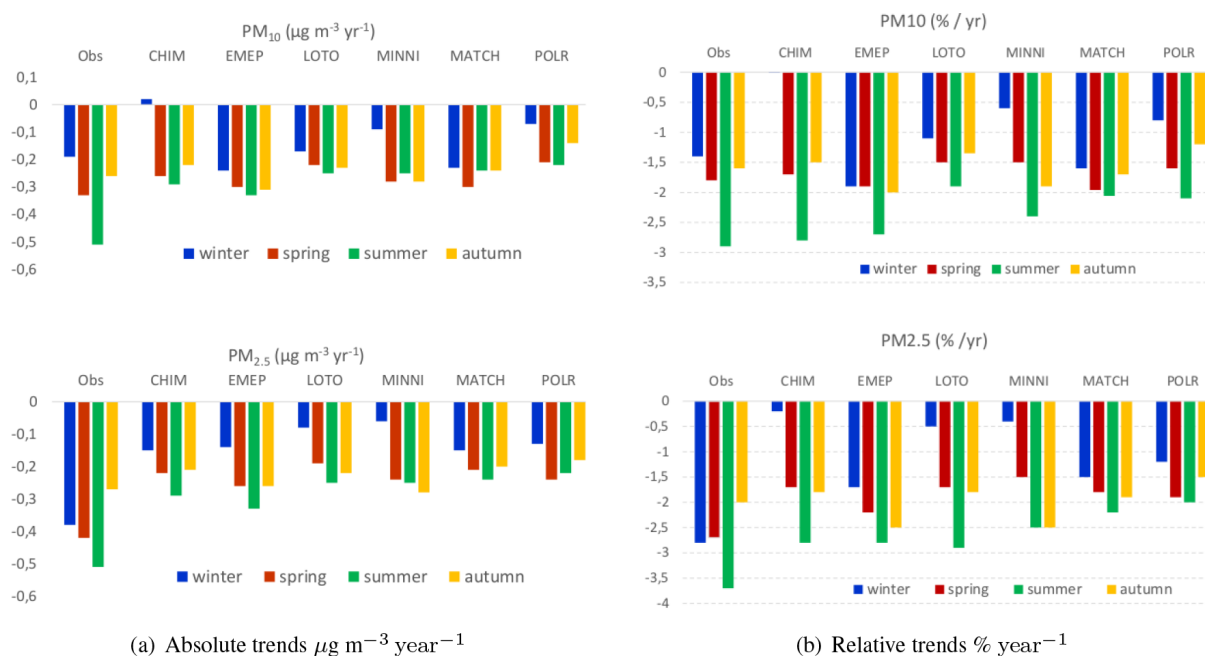 PM10 (µg m-3 yr-1)
Obs CHIM EMEP LOTO MINNI MATCH POLR
0,1
0
-0,1
-0,2
-0,3
-0,4
-0,5
-0,6
winter spring summer autumn
PM2.5 (µg m-3 yr-1)
Obs CHIM EMEP LOTO MINNI MATCH POLR
0
-0,1
-0,2
-0,3
-0,4
-0,5
-0,6
winter spring summer autumn
(a) Absolute trends µg m−3 year−1
PM10 (% / yr)
Obs CHIM EMEP LOTO MINNI MATCH POLR
0
-0,5
-1
-1,5
-2
-2,5
-3
-3,5
winter spring summer autumn
PM2.5 (% /yr)
Obs CHIM EMEP LOTO MINNI MATCH POLR
0
-0,5
-1
-1,5
-2
-2,5
-3
-3,5
-4
winter spring summer autumn
(b) Relative trends % year−1